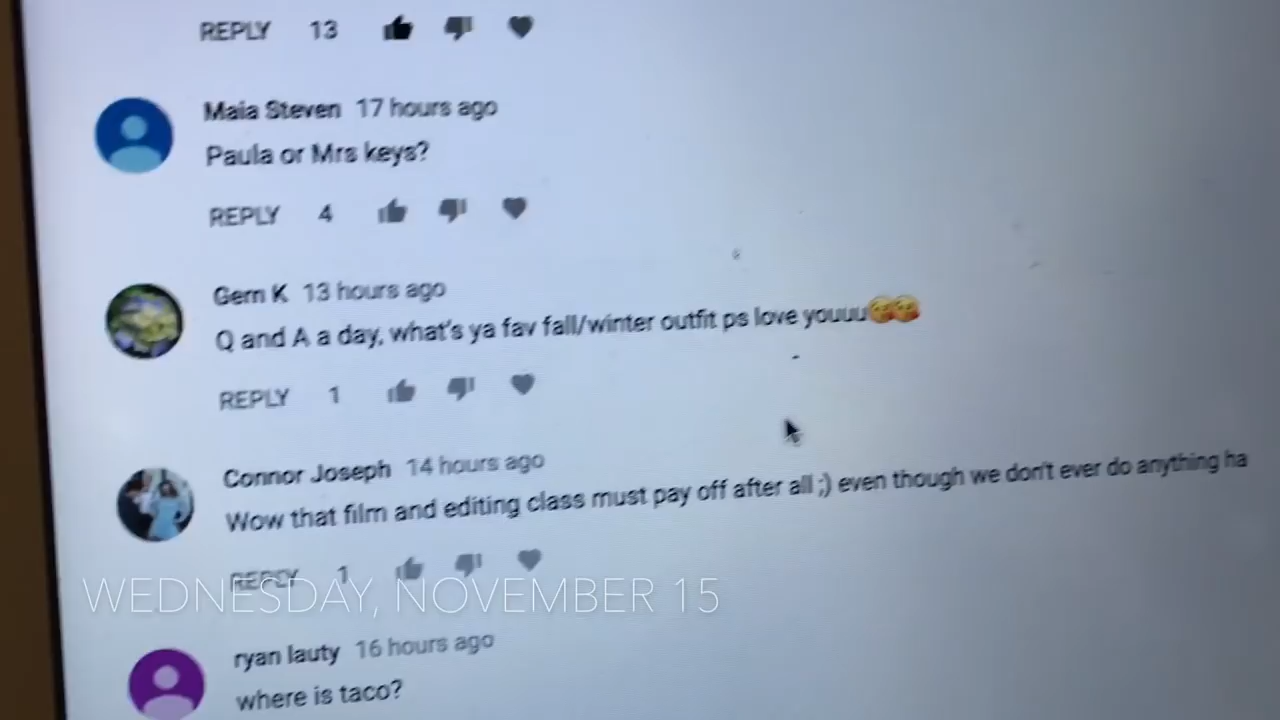 REPLY 13
Maia Steven 17 hours ago
Paula or Mrs keys?
REPLY 4
Gem K 13 hours ago
Q and A a day, what's ya fav fall/winter outfit ps love youuu😘😘
REPLY 1
Connor Joseph 14 hours ago
Wow that film and editing class must pay off after all ;) even though we don't ever do anything ha
REPLY 1
WEDNESDAY, NOVEMBER 15
ryan lauty 16 hours ago
where is taco?